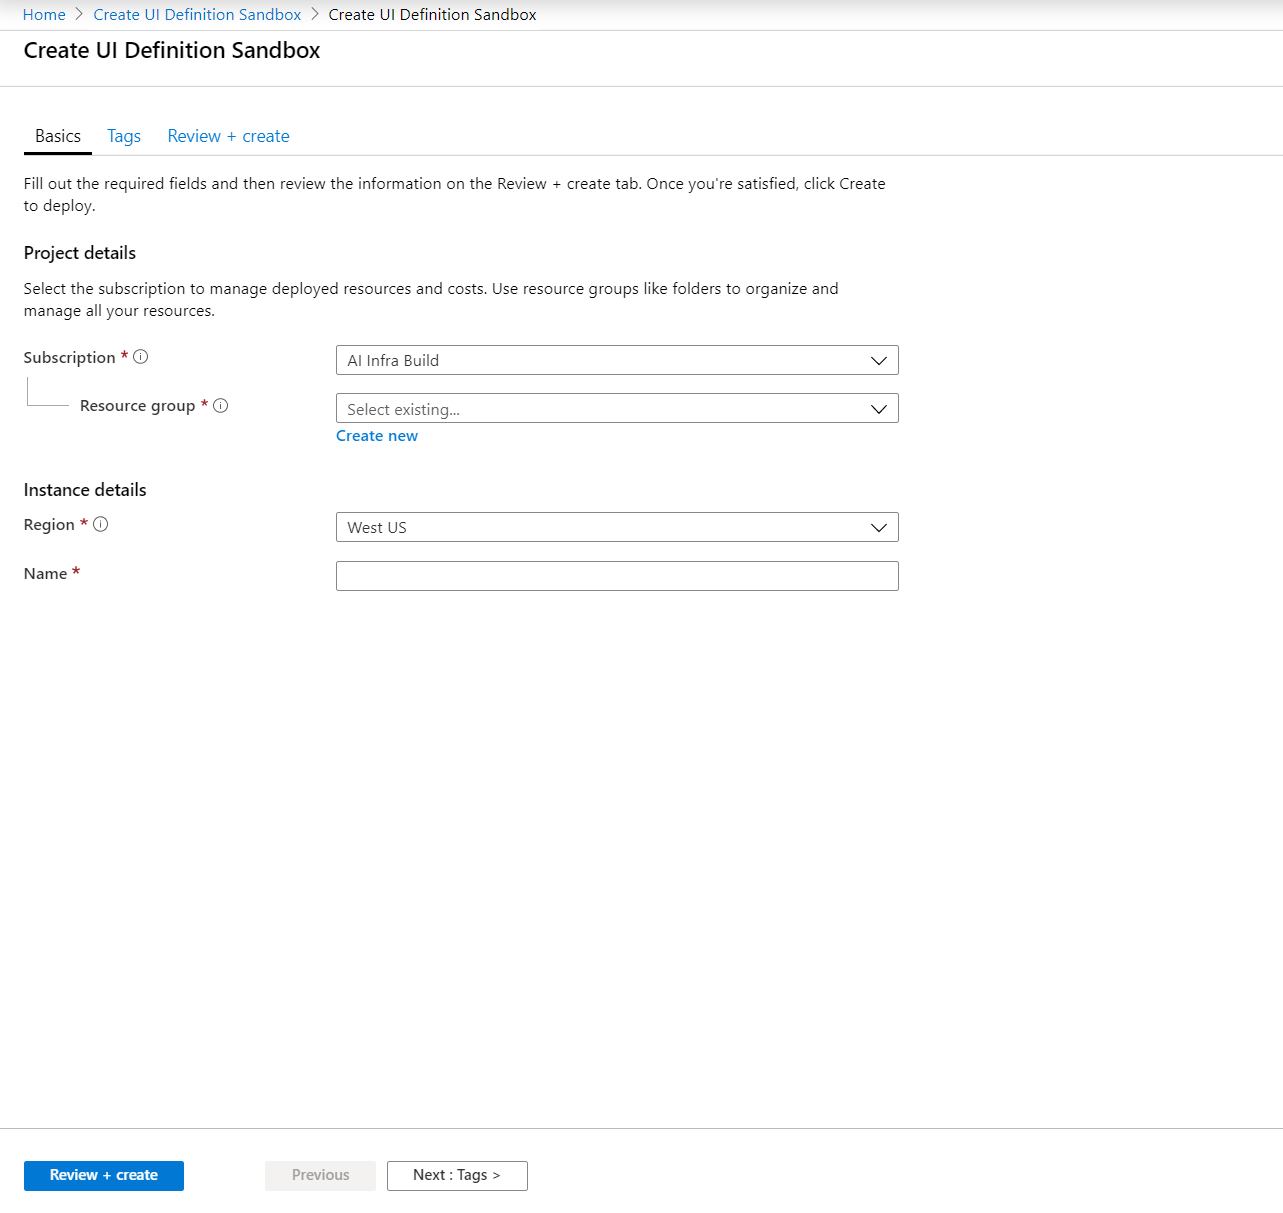 Home > Create UI Definition Sandbox > Create UI Definition Sandbox
Create UI Definition Sandbox
Basics Tags Review + create
Fill out the required fields and then review the information on the Review + create tab. Once you're satisfied, click Create
to deploy.
Project details
Select the subscription to manage deployed resources and costs. Use resource groups like folders to organize and
manage all your resources.
Subscription * AI Infra Build
Resource group * Select existing...
Create new
Instance details
Region * West US
Name *
Review + create Previous Next : Tags >